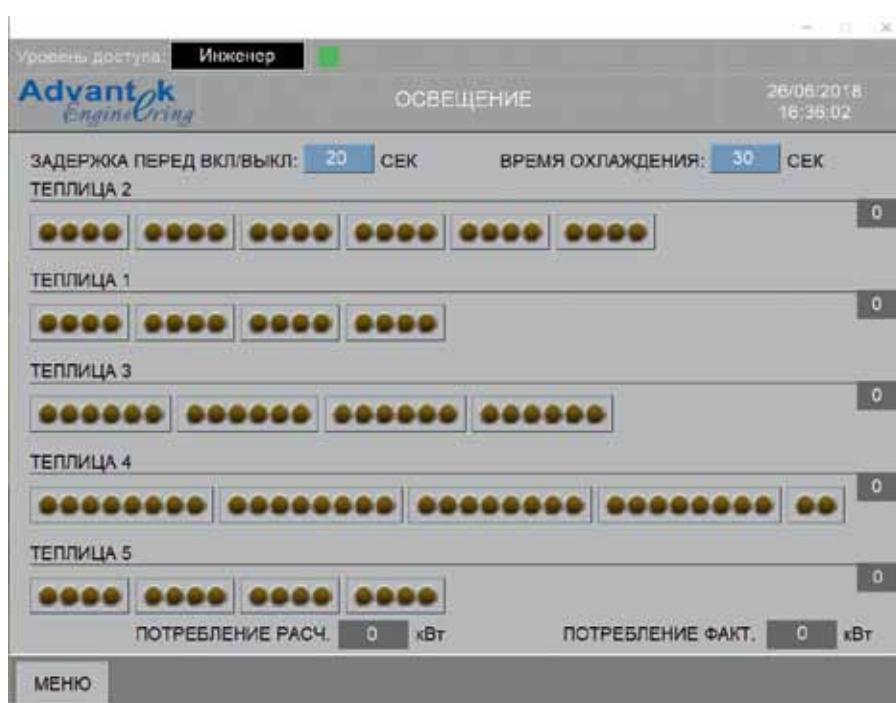 Уровень доступа: Инженер
Advantek
EngineOring
ОСВЕЩЕНИЕ
26/06/2018
16:36:02
ЗАДЕРЖКА ПЕРЕД ВКЛ/ВЫКЛ: 20 СЕК ВРЕМЯ ОХЛАЖДЕНИЯ: 30 СЕК
ТЕПЛИЦА 2
0
ТЕПЛИЦА 1
0
ТЕПЛИЦА 3
0
ТЕПЛИЦА 4
0
ТЕПЛИЦА 5
0
ПОТРЕБЛЕНИЕ РАСЧ. 0 кВт ПОТРЕБЛЕНИЕ ФАКТ. 0 кВт
МЕНЮ